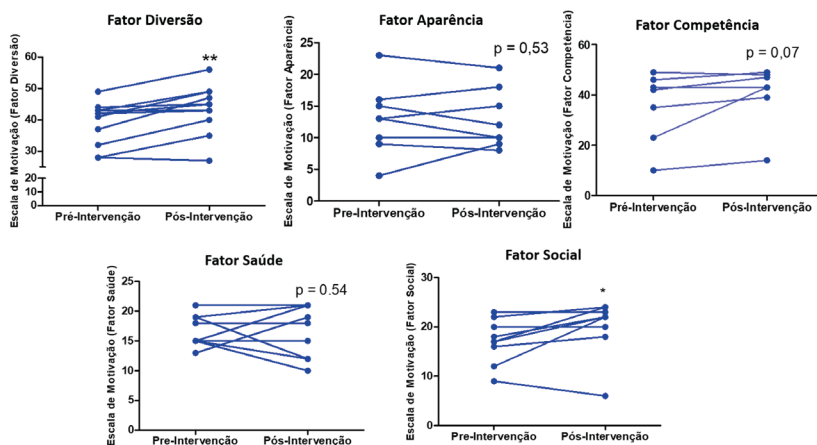 Fator Diversão
Escala de Motivação (Fator Diversão)
60
50
40
30
20
20
10
0
**
Pré-Intervenção
Pós-Intervenção
Fator Aparência
Escala de Motivação (Fator Aparência)
25
20
15
10
5
0
p = 0,53
Pre-Intervenção
Pós-Intervenção
Fator Competência
Escala de Motivação (Fator Competência)
60
40
20
0
p = 0,07
Pré-Intervenção
Pós-Intervenção
Fator Saúde
Escala de Motivação (Fator Saúde)
25
20
15
10
5
0
p = 0.54
Pre-Intervenção
Pós-Intervenção
Fator Social
Escala de Motivação (Fator Social)
30
20
10
0
*
Pre-Intervenção
Pós-Intervenção